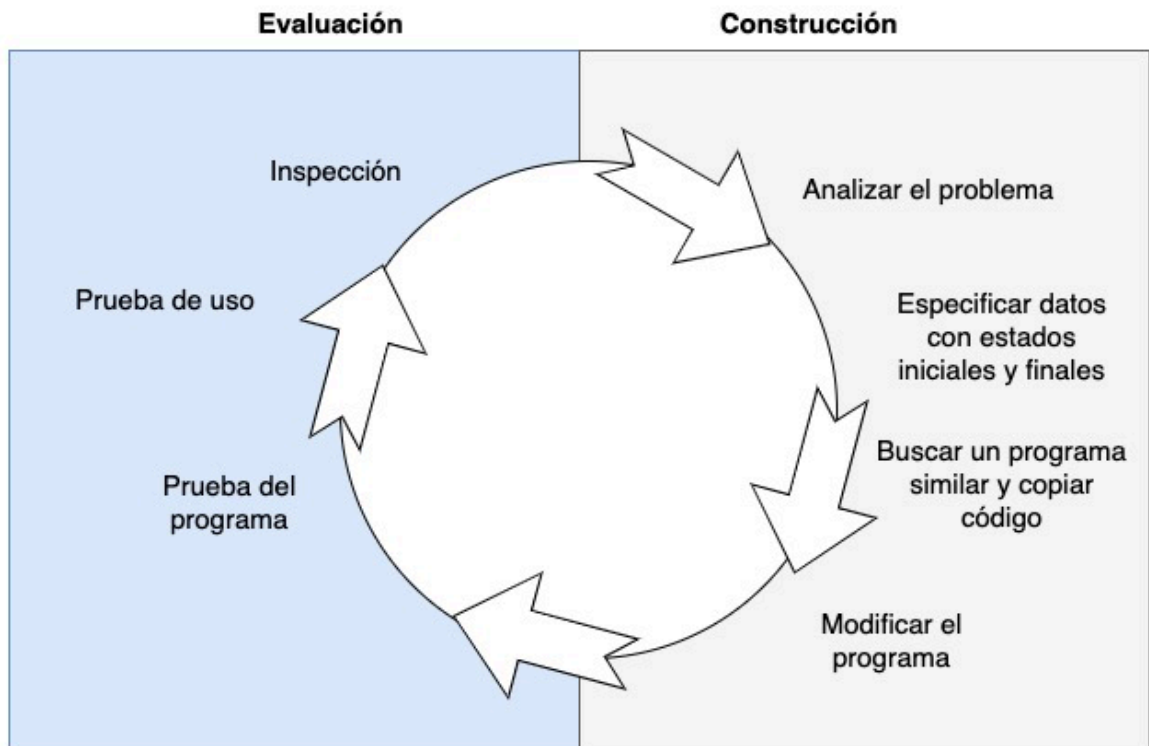 Evaluación
Construcción
Inspección
Analizar el problema
Prueba de uso
Especificar datos
con estados
iniciales y finales
Buscar un programa
similar y copiar
código
Prueba del
programa
Modificar el
programa